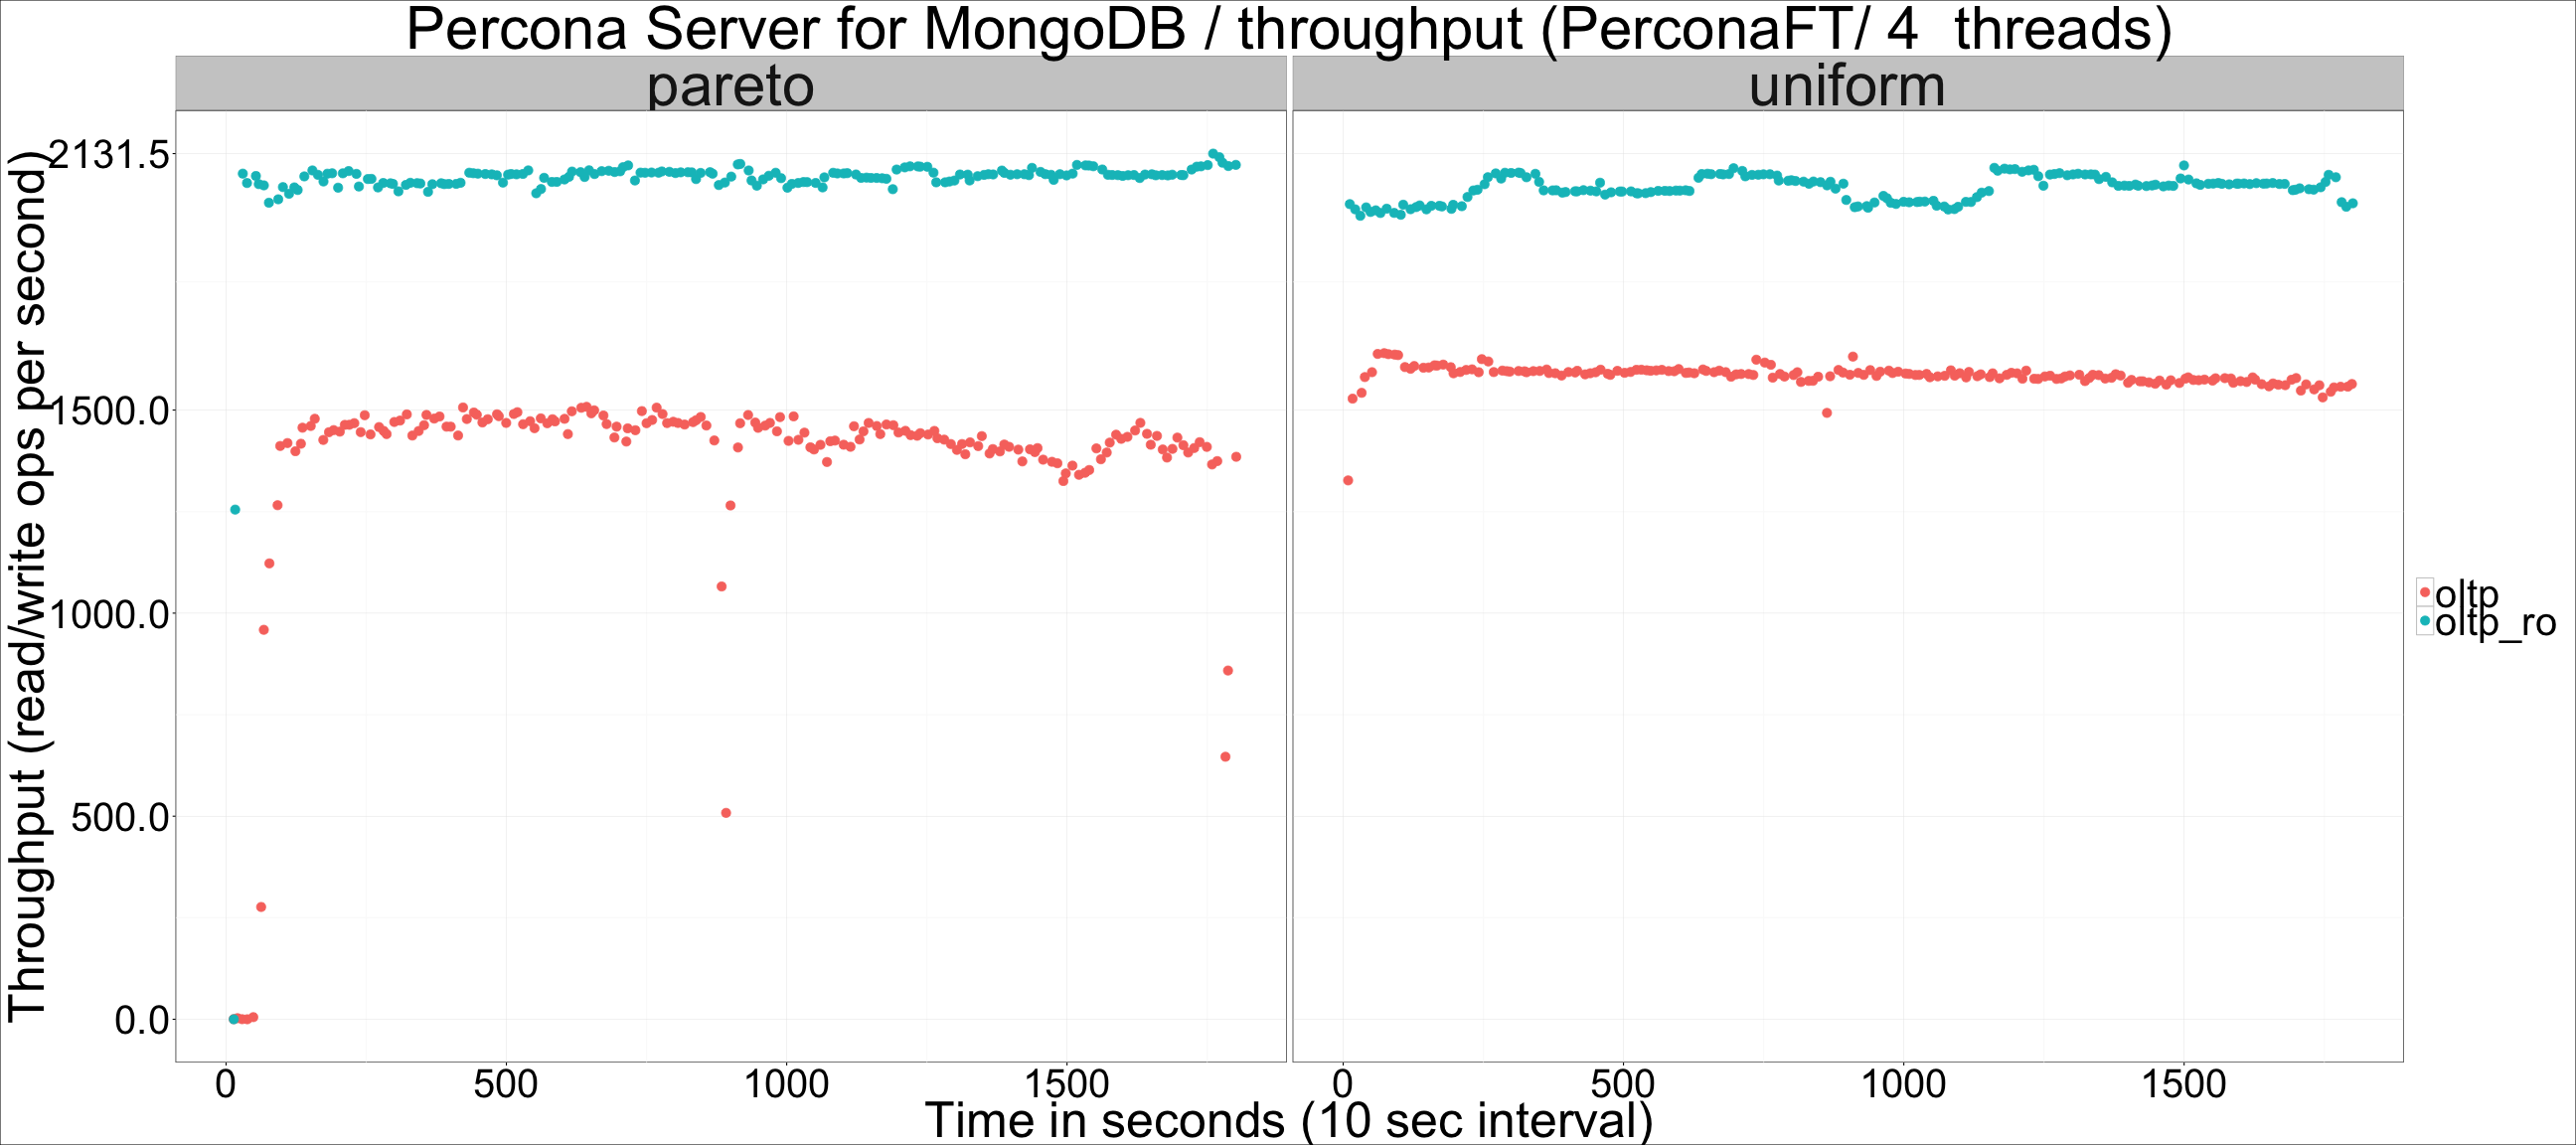 Percona Server for MongoDB / throughput (PerconaFT/ 4  threads)
pareto
uniform
Throughput (read/write ops per second)
2131.5
1500.0
1000.0
500.0
0.0
0
500
1000
1500
0
500
1000
1500
Time in seconds (10 sec interval)
oltp
oltp_ro